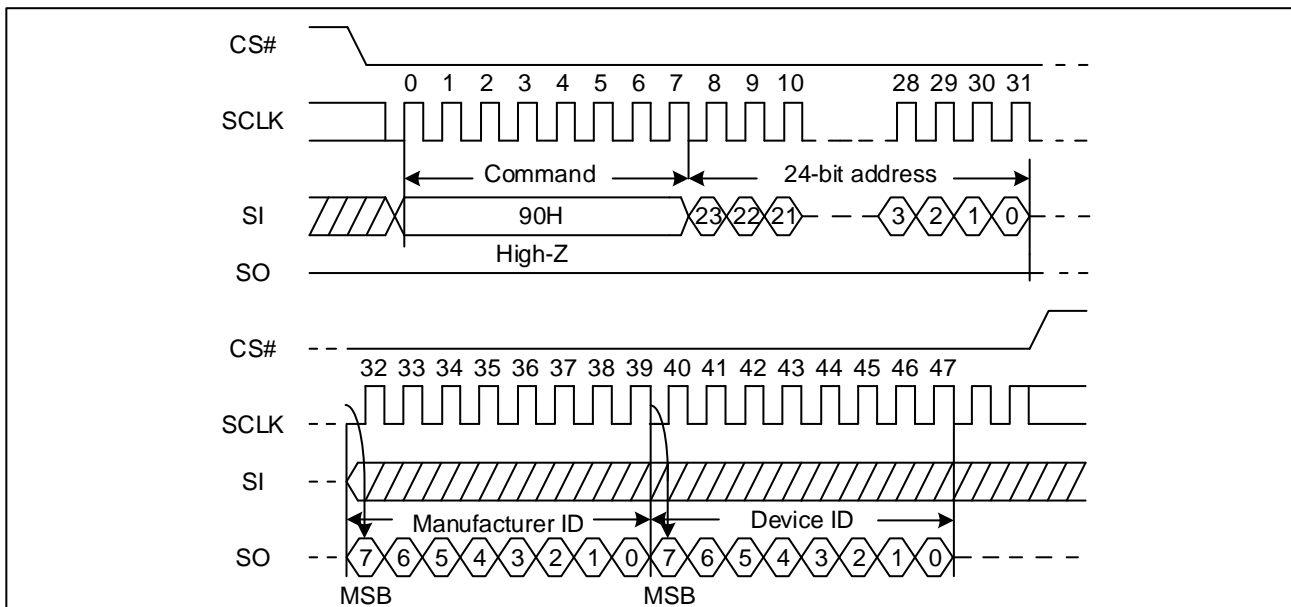 CS#
0 1 2 3 4 5 6 7 8 9 10 28 29 30 31
SCLK
Command 24-bit address
SI 90H 23 22 21 3 2 1 0
High-Z
SO
CS#
32 33 34 35 36 37 38 39 40 41 42 43 44 45 46 47
SCLK
SI
Manufacturer ID Device ID
SO 7 6 5 4 3 2 1 0 7 6 5 4 3 2 1 0
MSB MSB